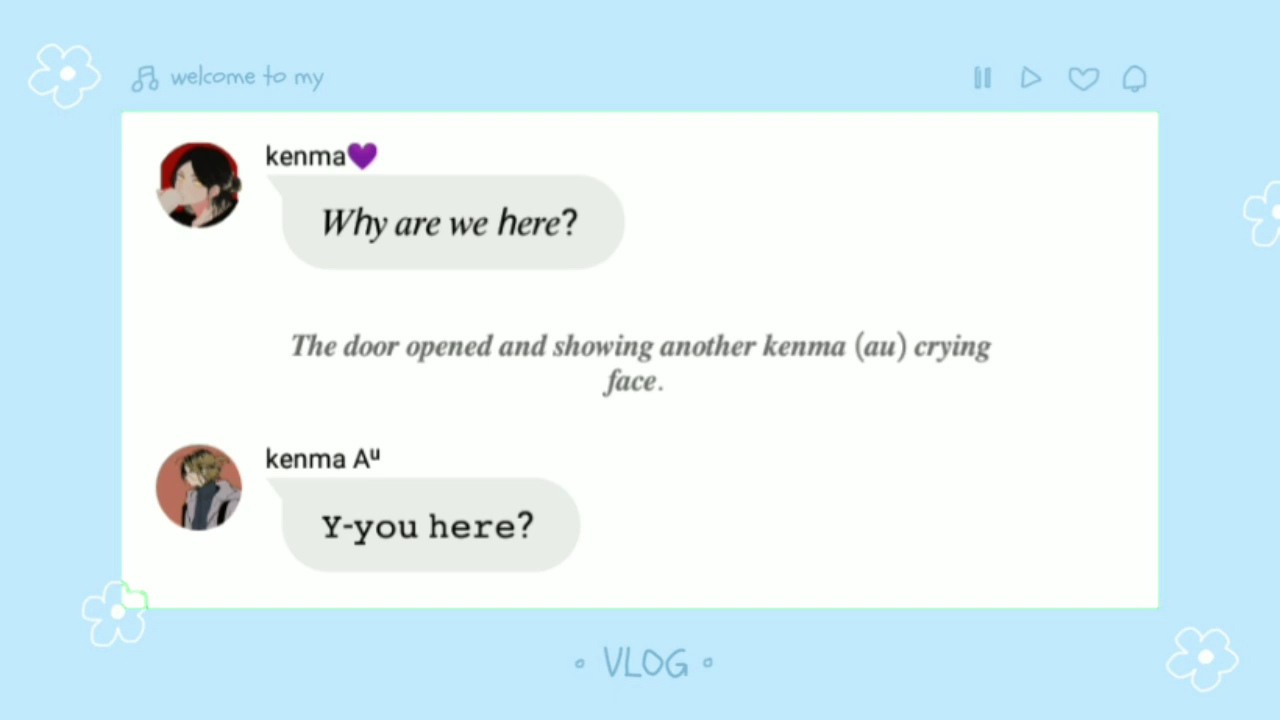 welcome to my
kenma💜
Why are we here?
The door opened and showing another kenma (au) crying
face.
kenma Aᵘ
Y-you here?
• VLOG •